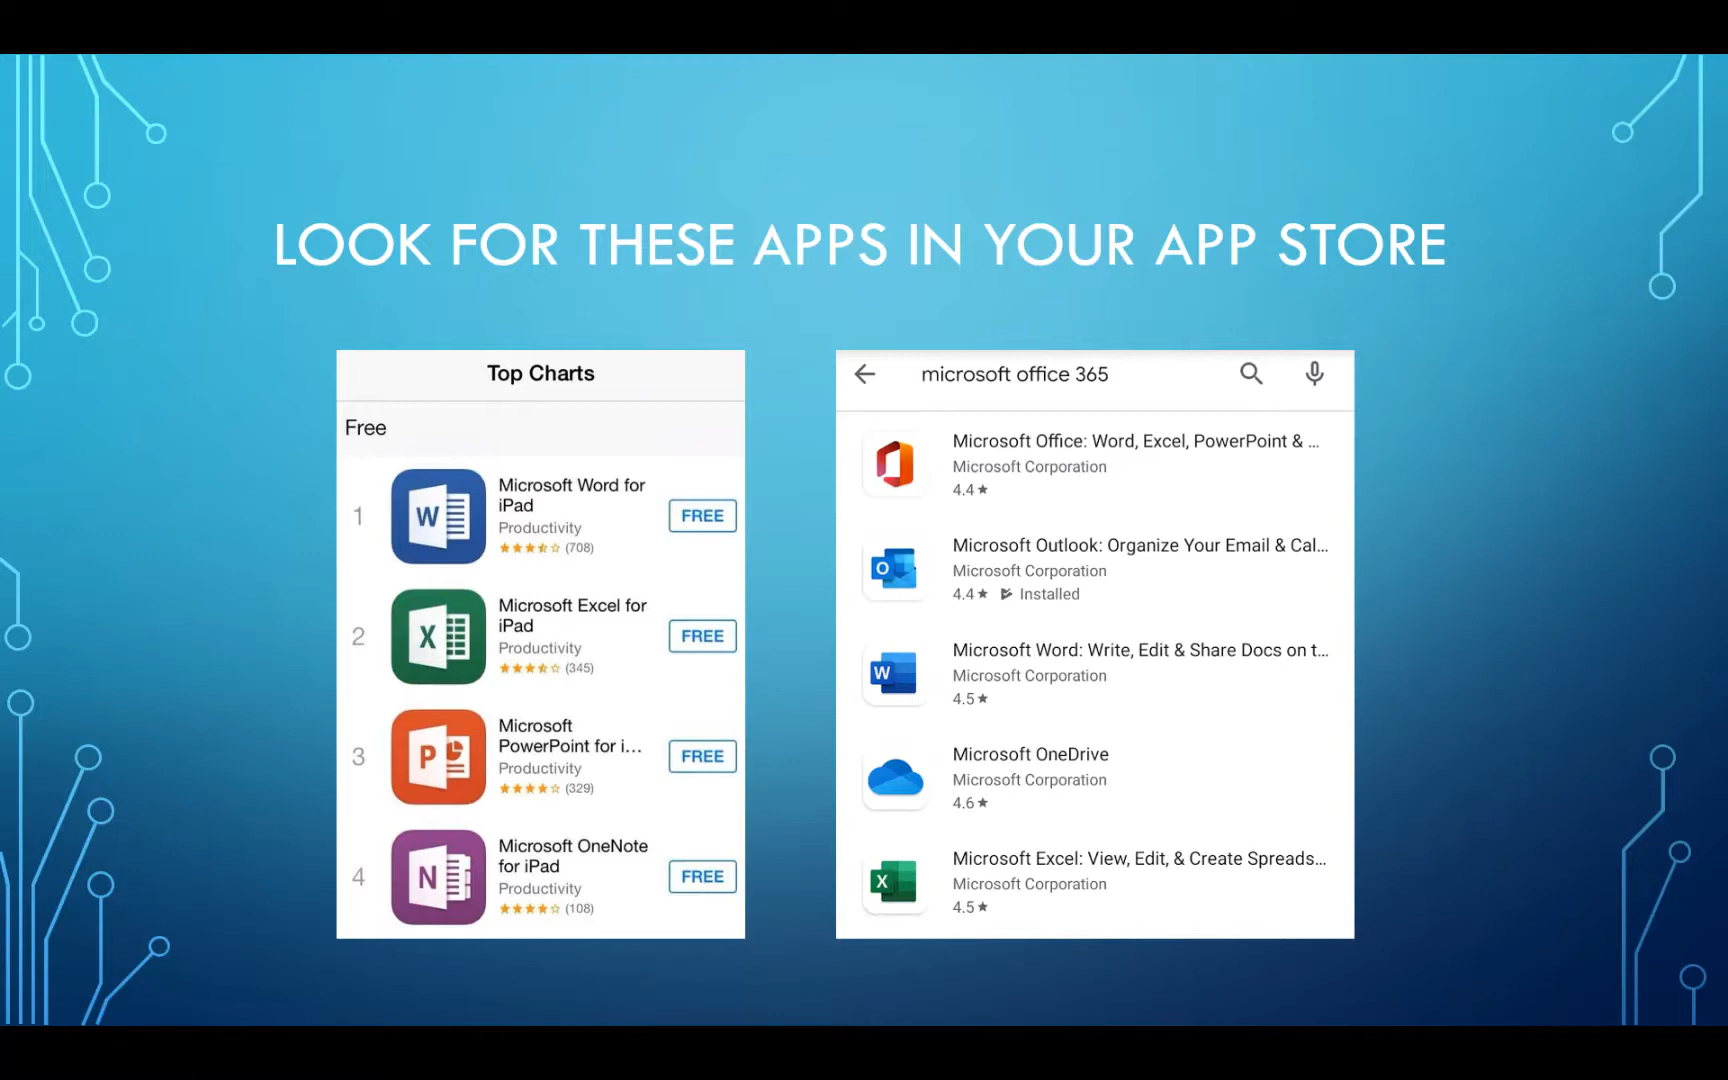 LOOK FOR THESE APPS IN YOUR APP STORE
Top Charts
Free
1
Microsoft Word for
iPad
Productivity
(708)
FREE
W
2
Microsoft Excel for
iPad
Productivity
(345)
FREE
X
3
Microsoft
PowerPoint for i...
Productivity
(329)
FREE
P
4
Microsoft OneNote
for iPad
Productivity
(108)
FREE
N
microsoft office 365
Microsoft Office: Word, Excel, PowerPoint & ...
Microsoft Corporation
4.4★
O
Microsoft Outlook: Organize Your Email & Cal...
Microsoft Corporation
4.4★ Installed
W
Microsoft Word: Write, Edit & Share Docs on t...
Microsoft Corporation
4.5★
Microsoft OneDrive
Microsoft Corporation
4.6★
X
Microsoft Excel: View, Edit, & Create Spreads...
Microsoft Corporation
4.5★